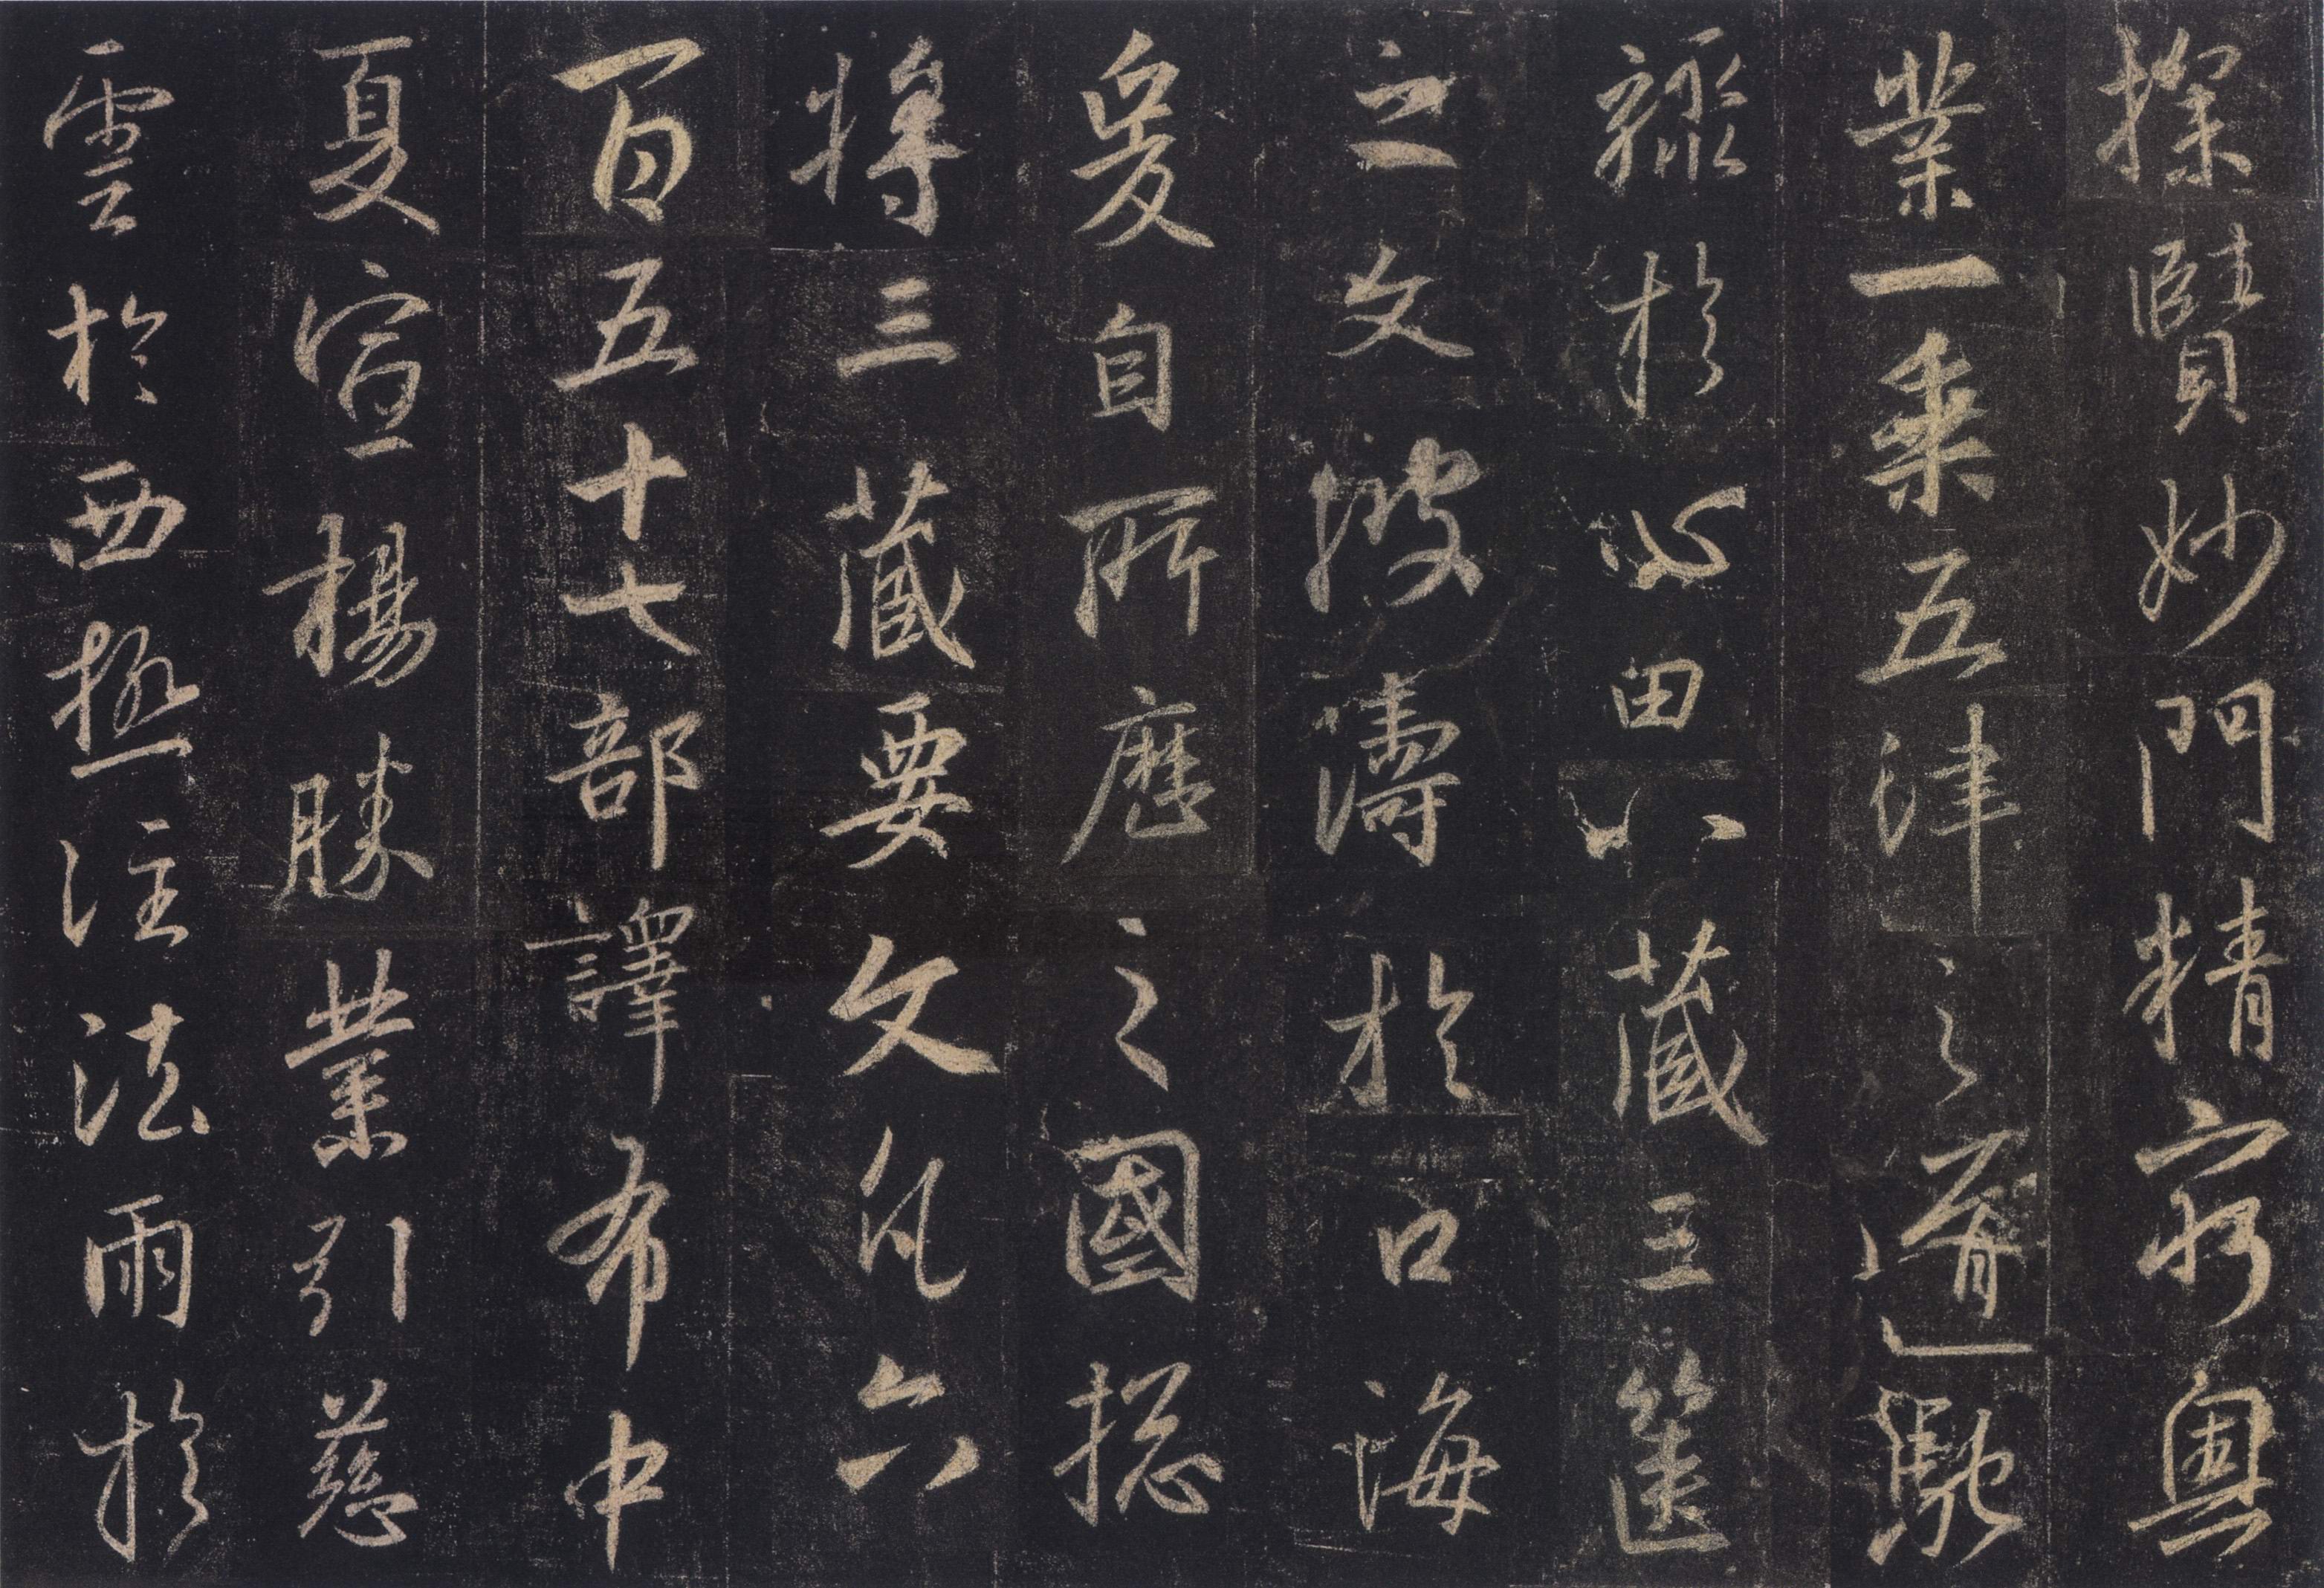 探賾妙門精窮奧
業一乘五津之道馳
驟於心田八藏三篋
之文波濤於口海
爰自所歷之國揔
將三藏要文凡六
百五十七部譯布中
夏宣楊勝業引慈
雲於西極注法雨於